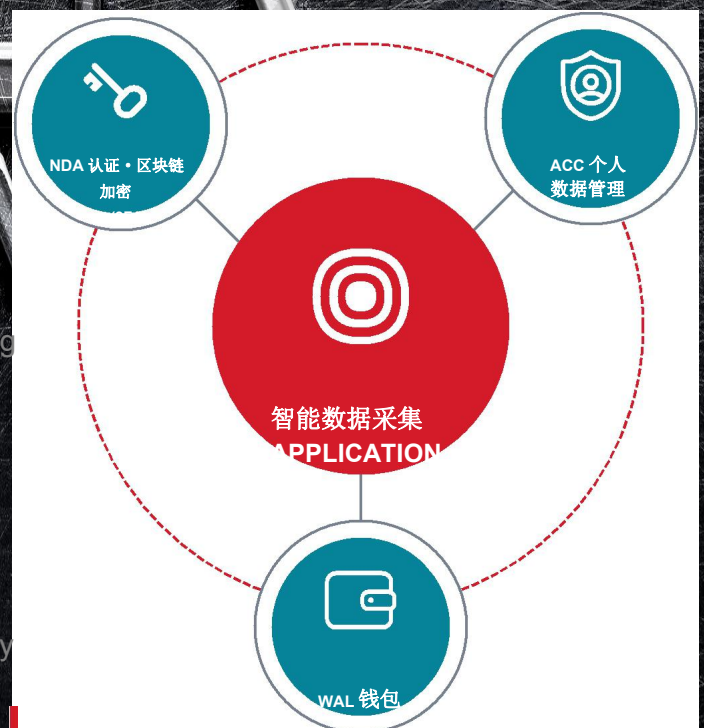 NDA 认证•区块链
加密
ACC 个人
数据管理
g
智能数据采集
APPLICATION
y
WAL 钱包